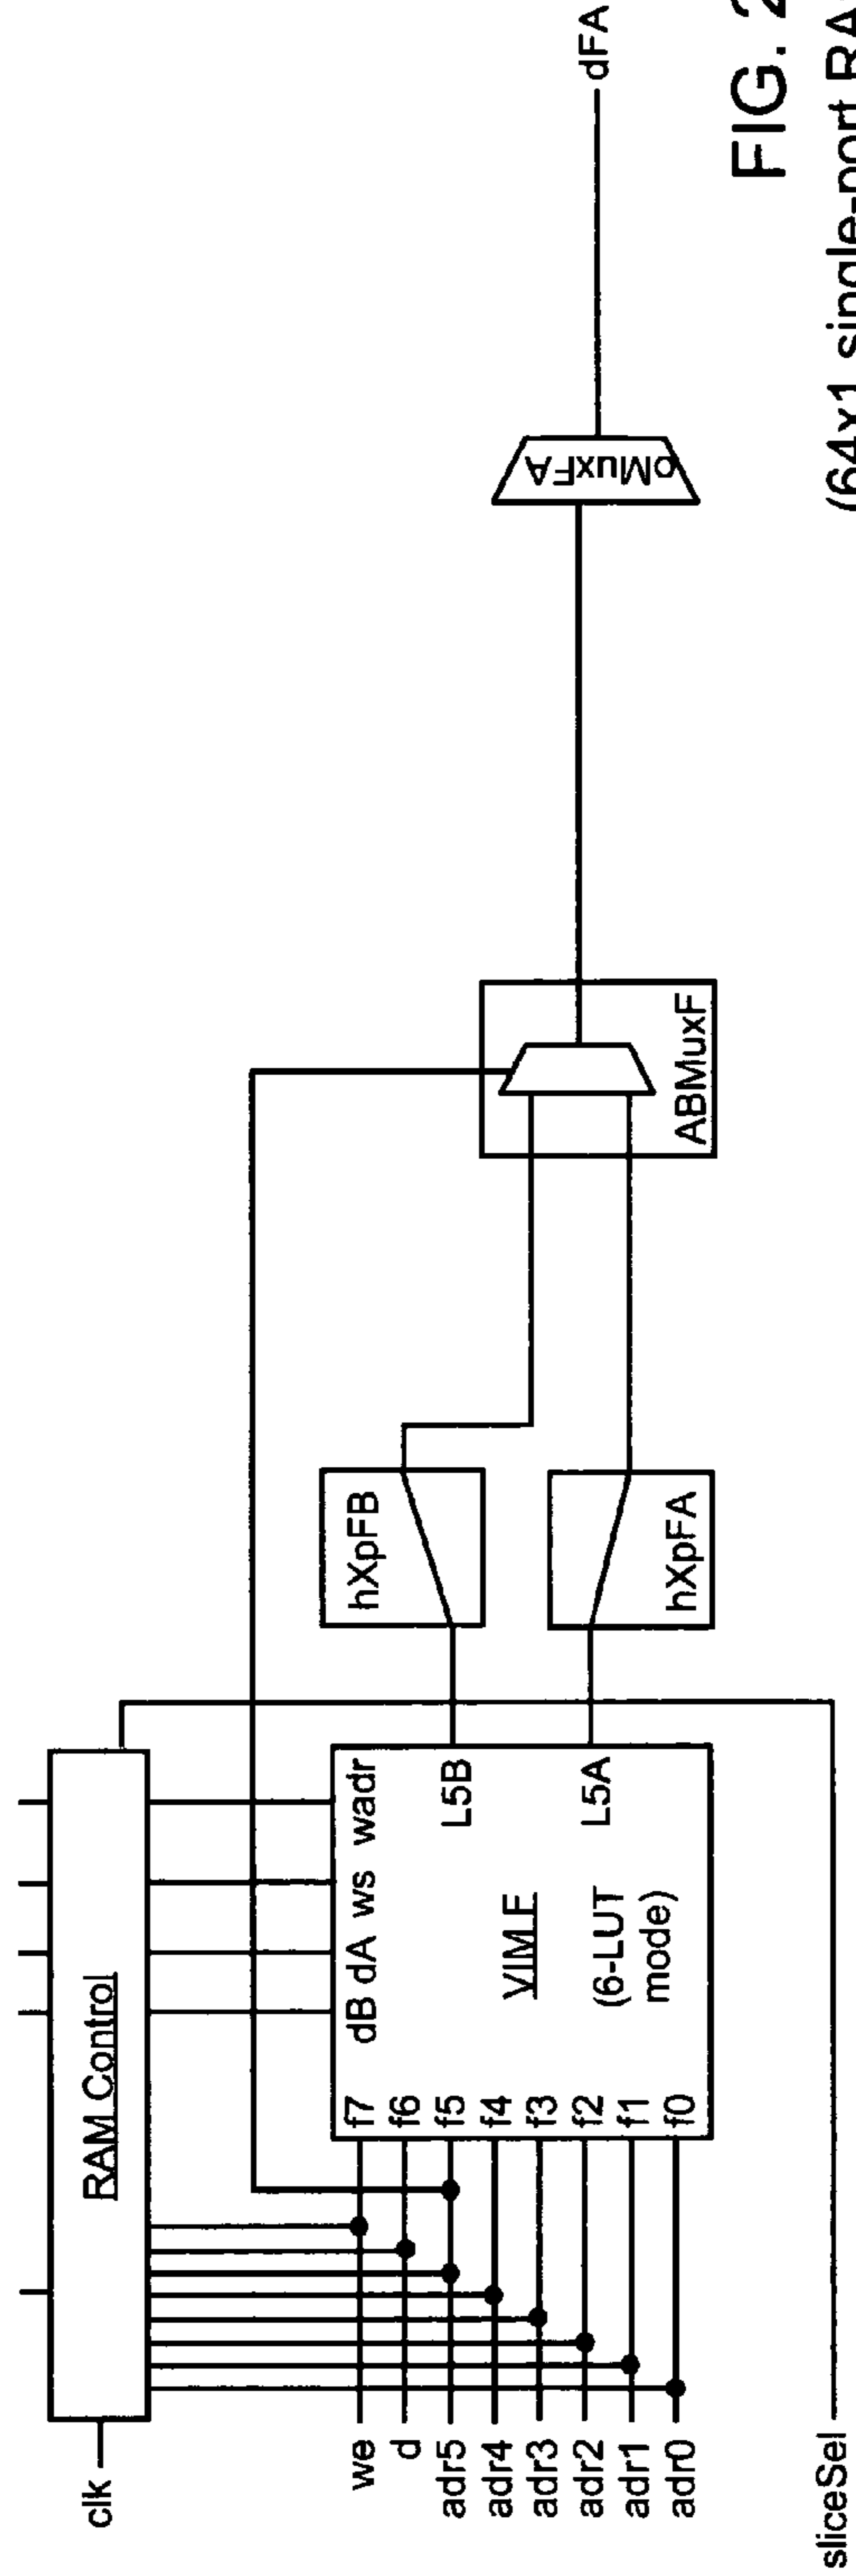 clk
RAM Control
we
d
adr5
adr4
adr3
adr2
adr1
adr0
sliceSel
f7
f6
f5
f4
f3
f2
f1
f0
dB dA ws wadr
VIM F
(6-LUT
mode)
L5B
L5A
hXpFB
hXpFA
ABMuxF
oMuxFA
dFA
FIG. 2
(64x1 single-port